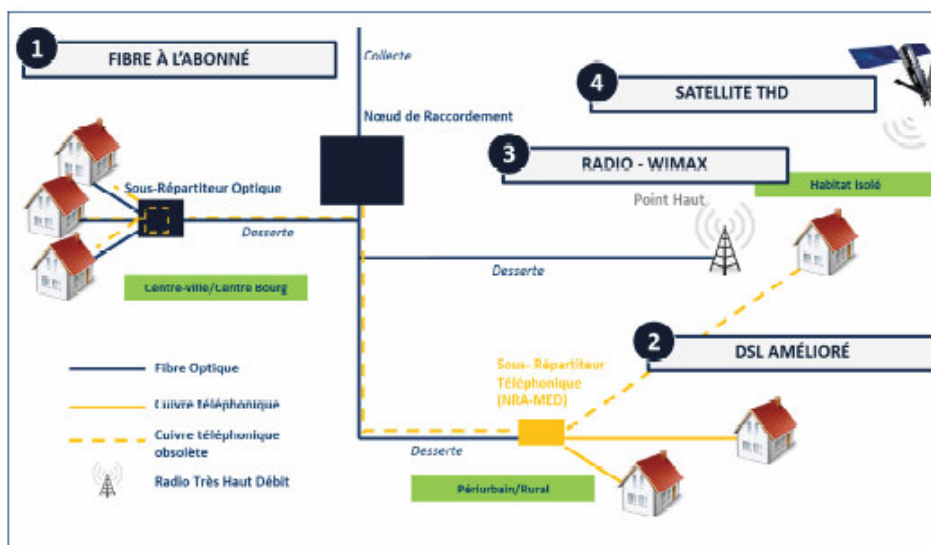 1
FIBRE À L'ABONNÉ
Collecte
Nœud de Raccordement
4
SATELLITE THD
3
RADIO - WIMAX
Habitat isolé
Point Haut
Sous-Répartiteur Optique
Desserte
Desserte
Centre-ville/Centre Bourg
2
DSL AMÉLIORÉ
Fibre Optique
Cuivre téléphonique
Cuivre téléphonique
obsolète
Radio Très Haut Débit
Sous- Répartiteur
Téléphonique
(NRA-MED)
Desserte
Périurbain/Rural